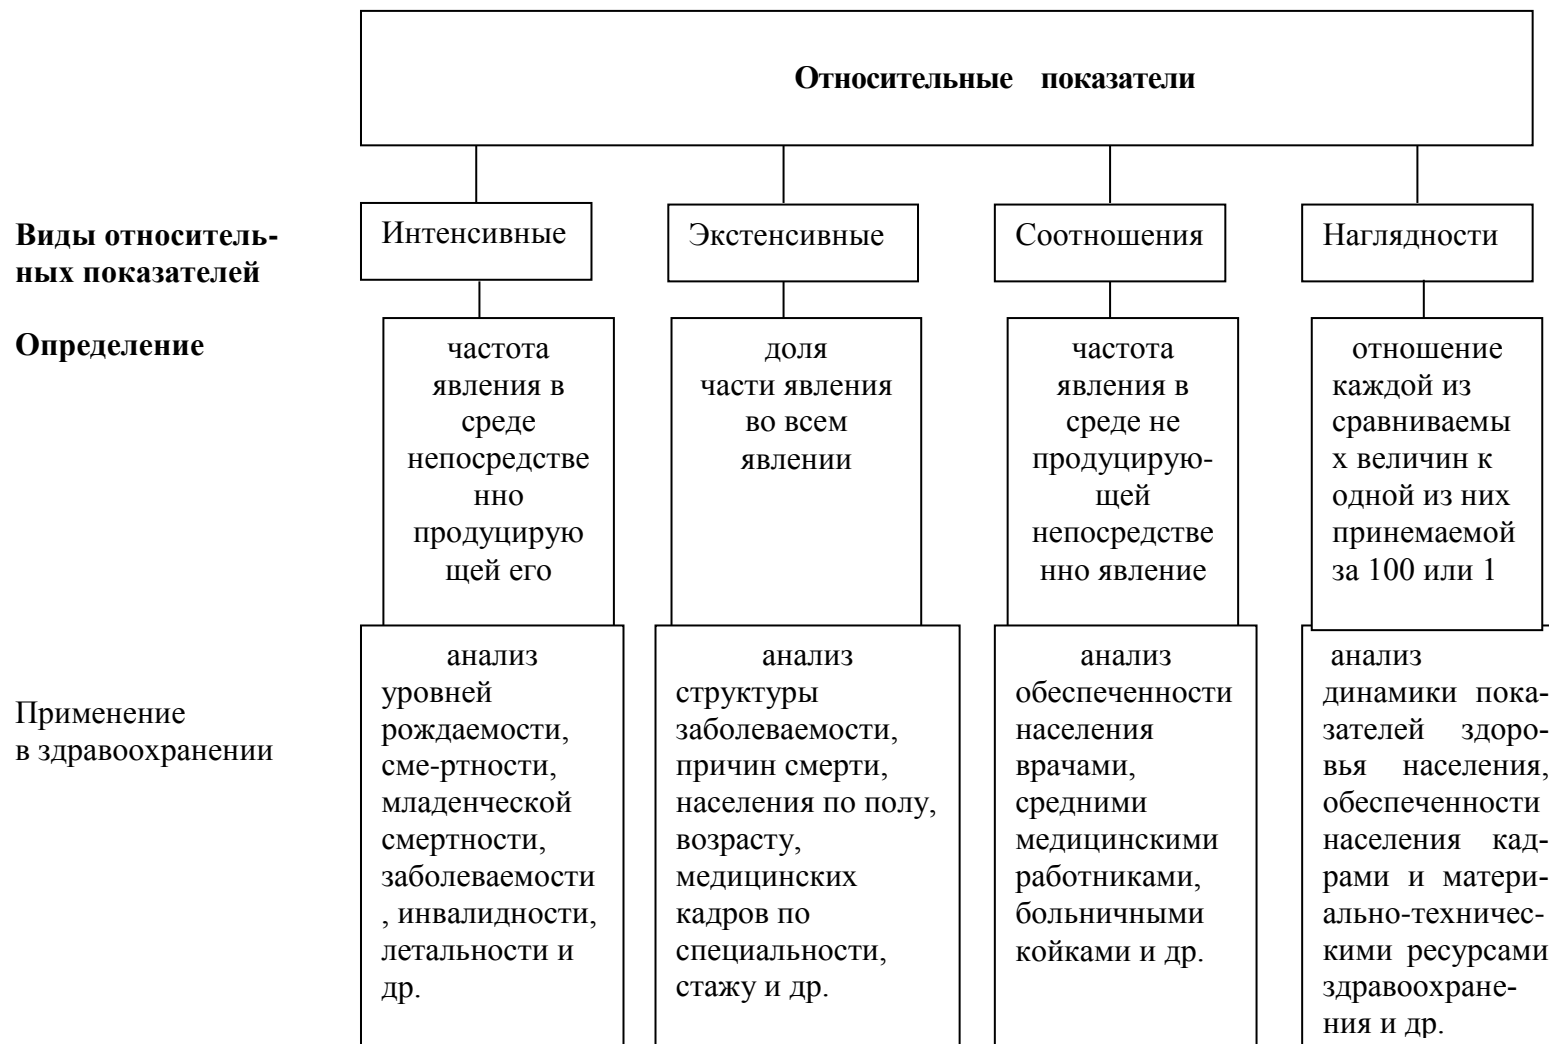 Относительные показатели
Виды относитель-
ных показателей
Интенсивные
Экстенсивные
Соотношения
Наглядности
Определение
частота
явления в
среде
непосредстве
нно
продуцирую
щей его
доля
части явления
во всем
явлении
частота
явления в
среде не
продуцирую-
щей
непосредстве
нно явление
отношение
каждой из
сравниваемы
х величин к
одной из них
принемаемой
за 100 или 1
Применение
в здравоохранении
анализ
уровней
рождаемости,
сме-ртности,
младенческой
смертности,
заболеваемости
, инвалидности,
летальности и
др.
анализ
структуры
заболеваемости,
причин смерти,
населения по полу,
возрасту,
медицинских
кадров по
специальности,
стажу и др.
анализ
обеспеченности
населения
врачами,
средними
медицинскими
работниками,
больничными
койками и др.
анализ
динамики пока-
зателей здоро-
вья населения,
обеспеченности
населения кад-
рами и матери-
ально-техничес-
кими ресурсами
здравоохране-
ния и др.